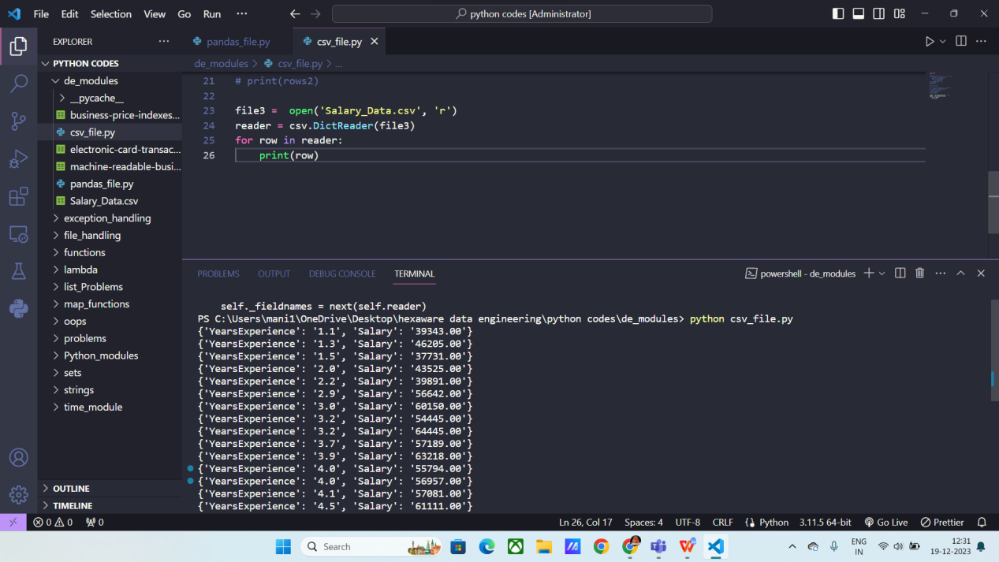 File Edit Selection View Go Run ··· python codes [Administrator]
EXPLORER ···
PYTHON CODES
de_modules
__pycache__
business-price-indexes...
csv_file.py
electronic-card-transac...
machine-readable-busi...
pandas_file.py
Salary_Data.csv
exception_handling
file_handling
functions
lambda
list_Problems
map_functions
oops
problems
Python_modules
sets
strings
time_module
OUTLINE
TIMELINE
pandas_file.py csv_file.py
de_modules > csv_file.py > ...
21 # print(rows2)
22
23 file3 =  open('Salary_Data.csv', 'r')
24 reader = csv.DictReader(file3)
25 for row in reader:
26     print(row)
PROBLEMS OUTPUT DEBUG CONSOLE TERMINAL powershell - de_modules
self._fieldnames = next(self.reader)
PS C:\Users\mani1\OneDrive\Desktop\hexaware data engineering\python codes\de_modules> python csv_file.py
{'YearsExperience': '1.1', 'Salary': '39343.00'}
{'YearsExperience': '1.3', 'Salary': '46205.00'}
{'YearsExperience': '1.5', 'Salary': '37731.00'}
{'YearsExperience': '2.0', 'Salary': '43525.00'}
{'YearsExperience': '2.2', 'Salary': '39891.00'}
{'YearsExperience': '2.9', 'Salary': '56642.00'}
{'YearsExperience': '3.0', 'Salary': '60150.00'}
{'YearsExperience': '3.2', 'Salary': '54445.00'}
{'YearsExperience': '3.2', 'Salary': '64445.00'}
{'YearsExperience': '3.7', 'Salary': '57189.00'}
{'YearsExperience': '3.9', 'Salary': '63218.00'}
{'YearsExperience': '4.0', 'Salary': '55794.00'}
{'YearsExperience': '4.0', 'Salary': '56957.00'}
{'YearsExperience': '4.1', 'Salary': '57081.00'}
{'YearsExperience': '4.5', 'Salary': '61111.00'}
0 0 0 Ln 26, Col 17 Spaces: 4 UTF-8 CRLF Python 3.11.5 64-bit Go Live Prettier
Search ENG 12:31
IN 19-12-2023